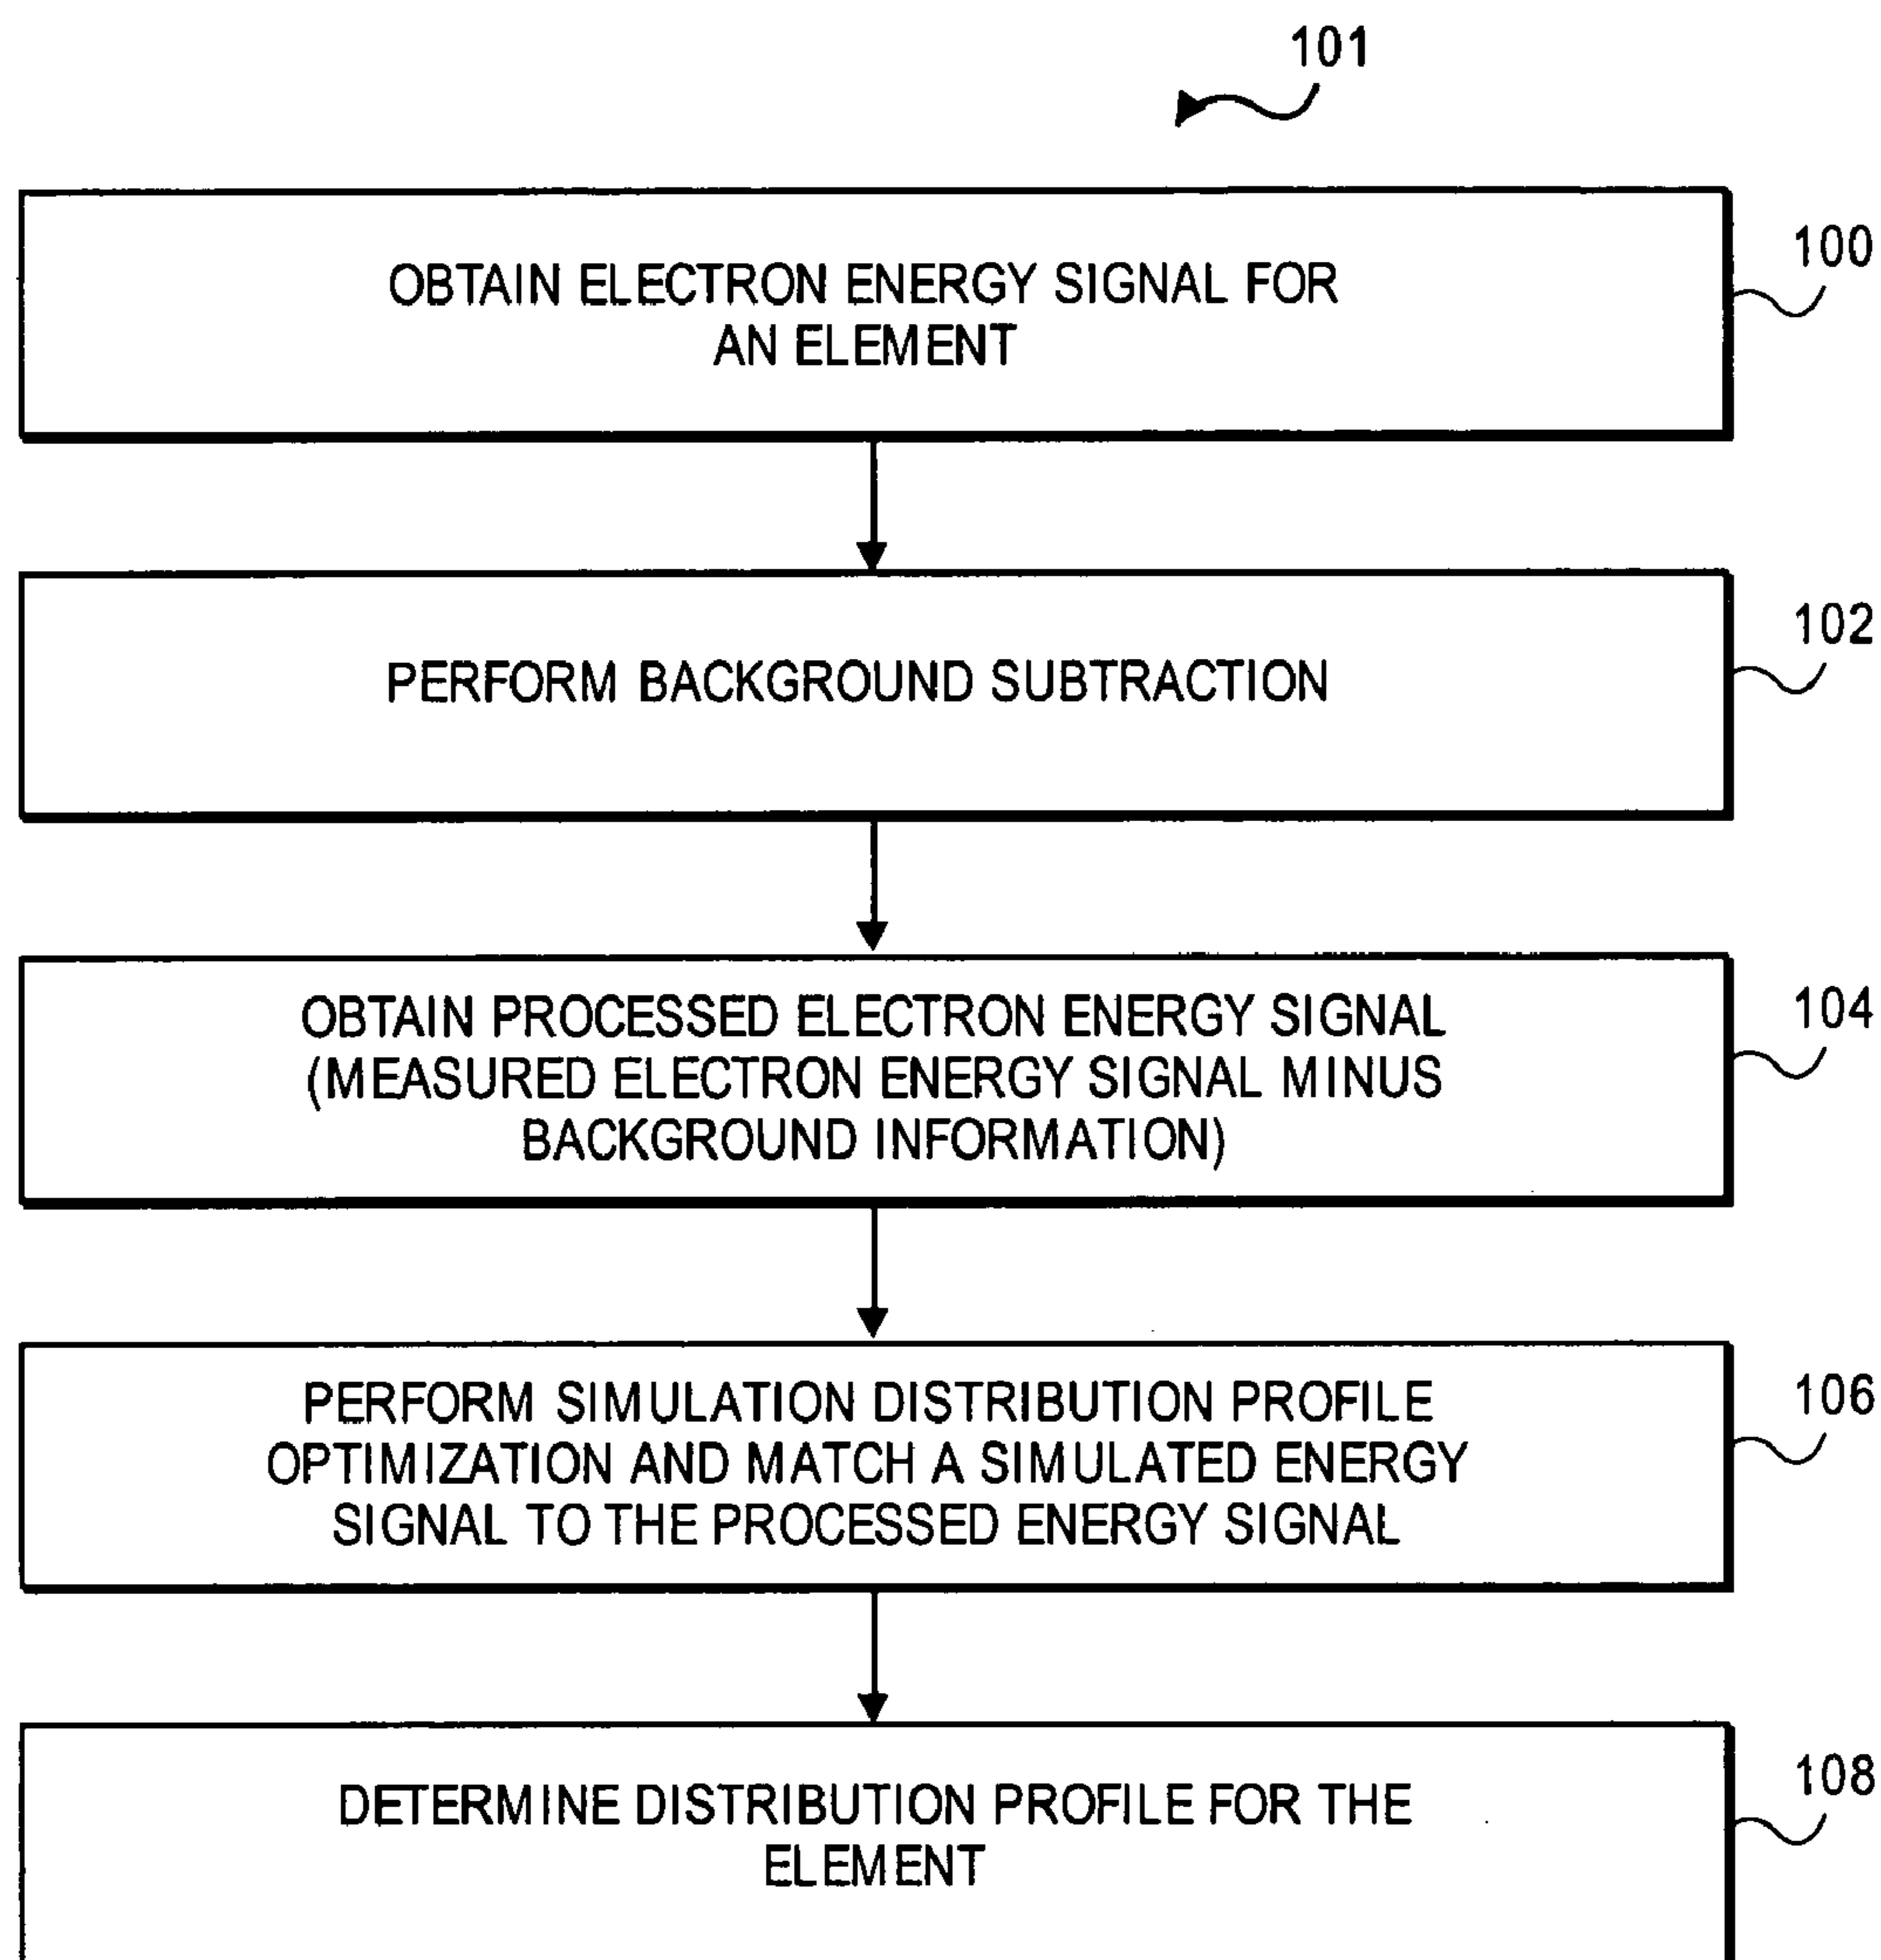 101
OBTAIN ELECTRON ENERGY SIGNAL FOR
AN ELEMENT
100
PERFORM BACKGROUND SUBTRACTION
102
OBTAIN PROCESSED ELECTRON ENERGY SIGNAL
(MEASURED ELECTRON ENERGY SIGNAL MINUS
BACKGROUND INFORMATION)
104
PERFORM SIMULATION DISTRIBUTION PROFILE
OPTIMIZATION AND MATCH A SIMULATED ENERGY
SIGNAL TO THE PROCESSED ENERGY SIGNAL
106
DETERMINE DISTRIBUTION PROFILE FOR THE
ELEMENT
108